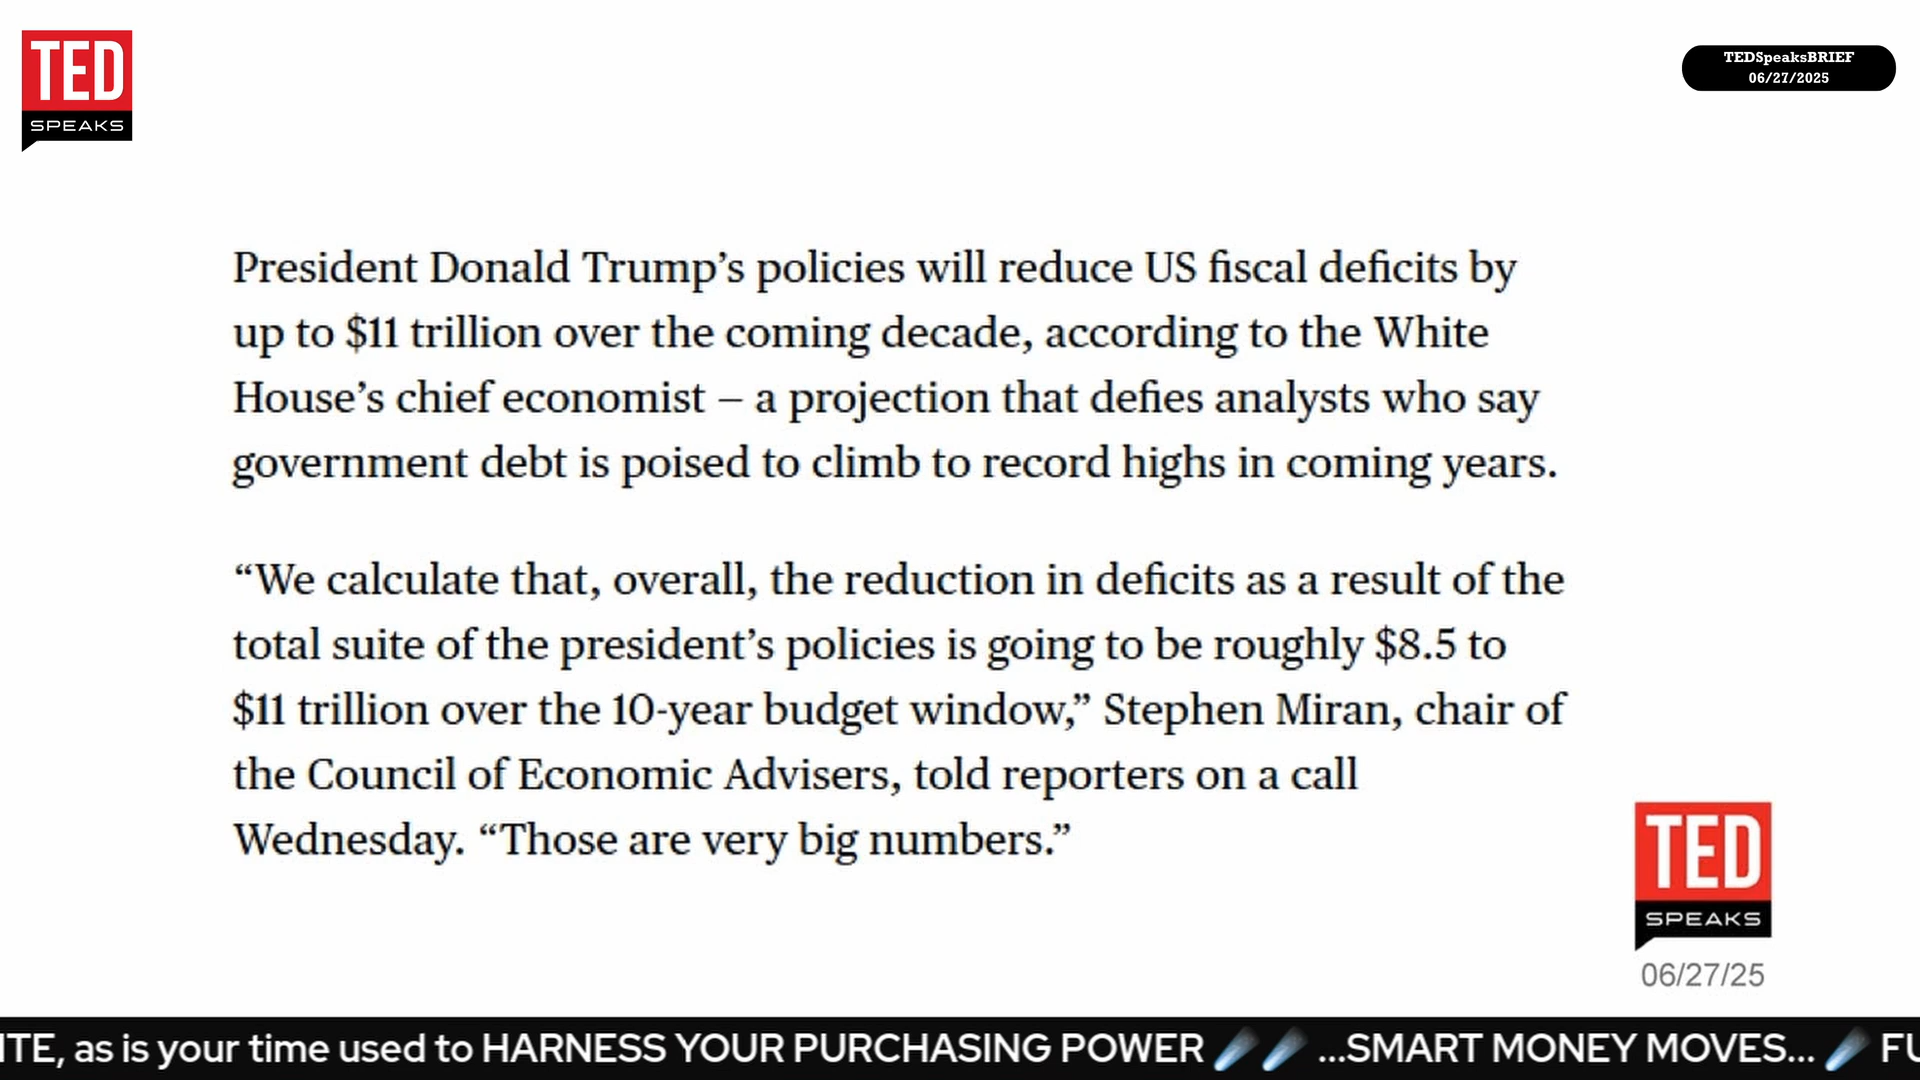 TED
SPEAKS
TEDSpeaksBRIEF
06/27/2025
President Donald Trump’s policies will reduce US fiscal deficits by
up to $11 trillion over the coming decade, according to the White
House’s chief economist – a projection that defies analysts who say
government debt is poised to climb to record highs in coming years.
“We calculate that, overall, the reduction in deficits as a result of the
total suite of the president’s policies is going to be roughly $8.5 to
$11 trillion over the 10-year budget window,” Stephen Miran, chair of
the Council of Economic Advisers, told reporters on a call
Wednesday. “Those are very big numbers.”
TED
SPEAKS
06/27/25
ITE, as is your time used to HARNESS YOUR PURCHASING POWER ☄️☄️ ...SMART MONEY MOVES... ☄️ FU